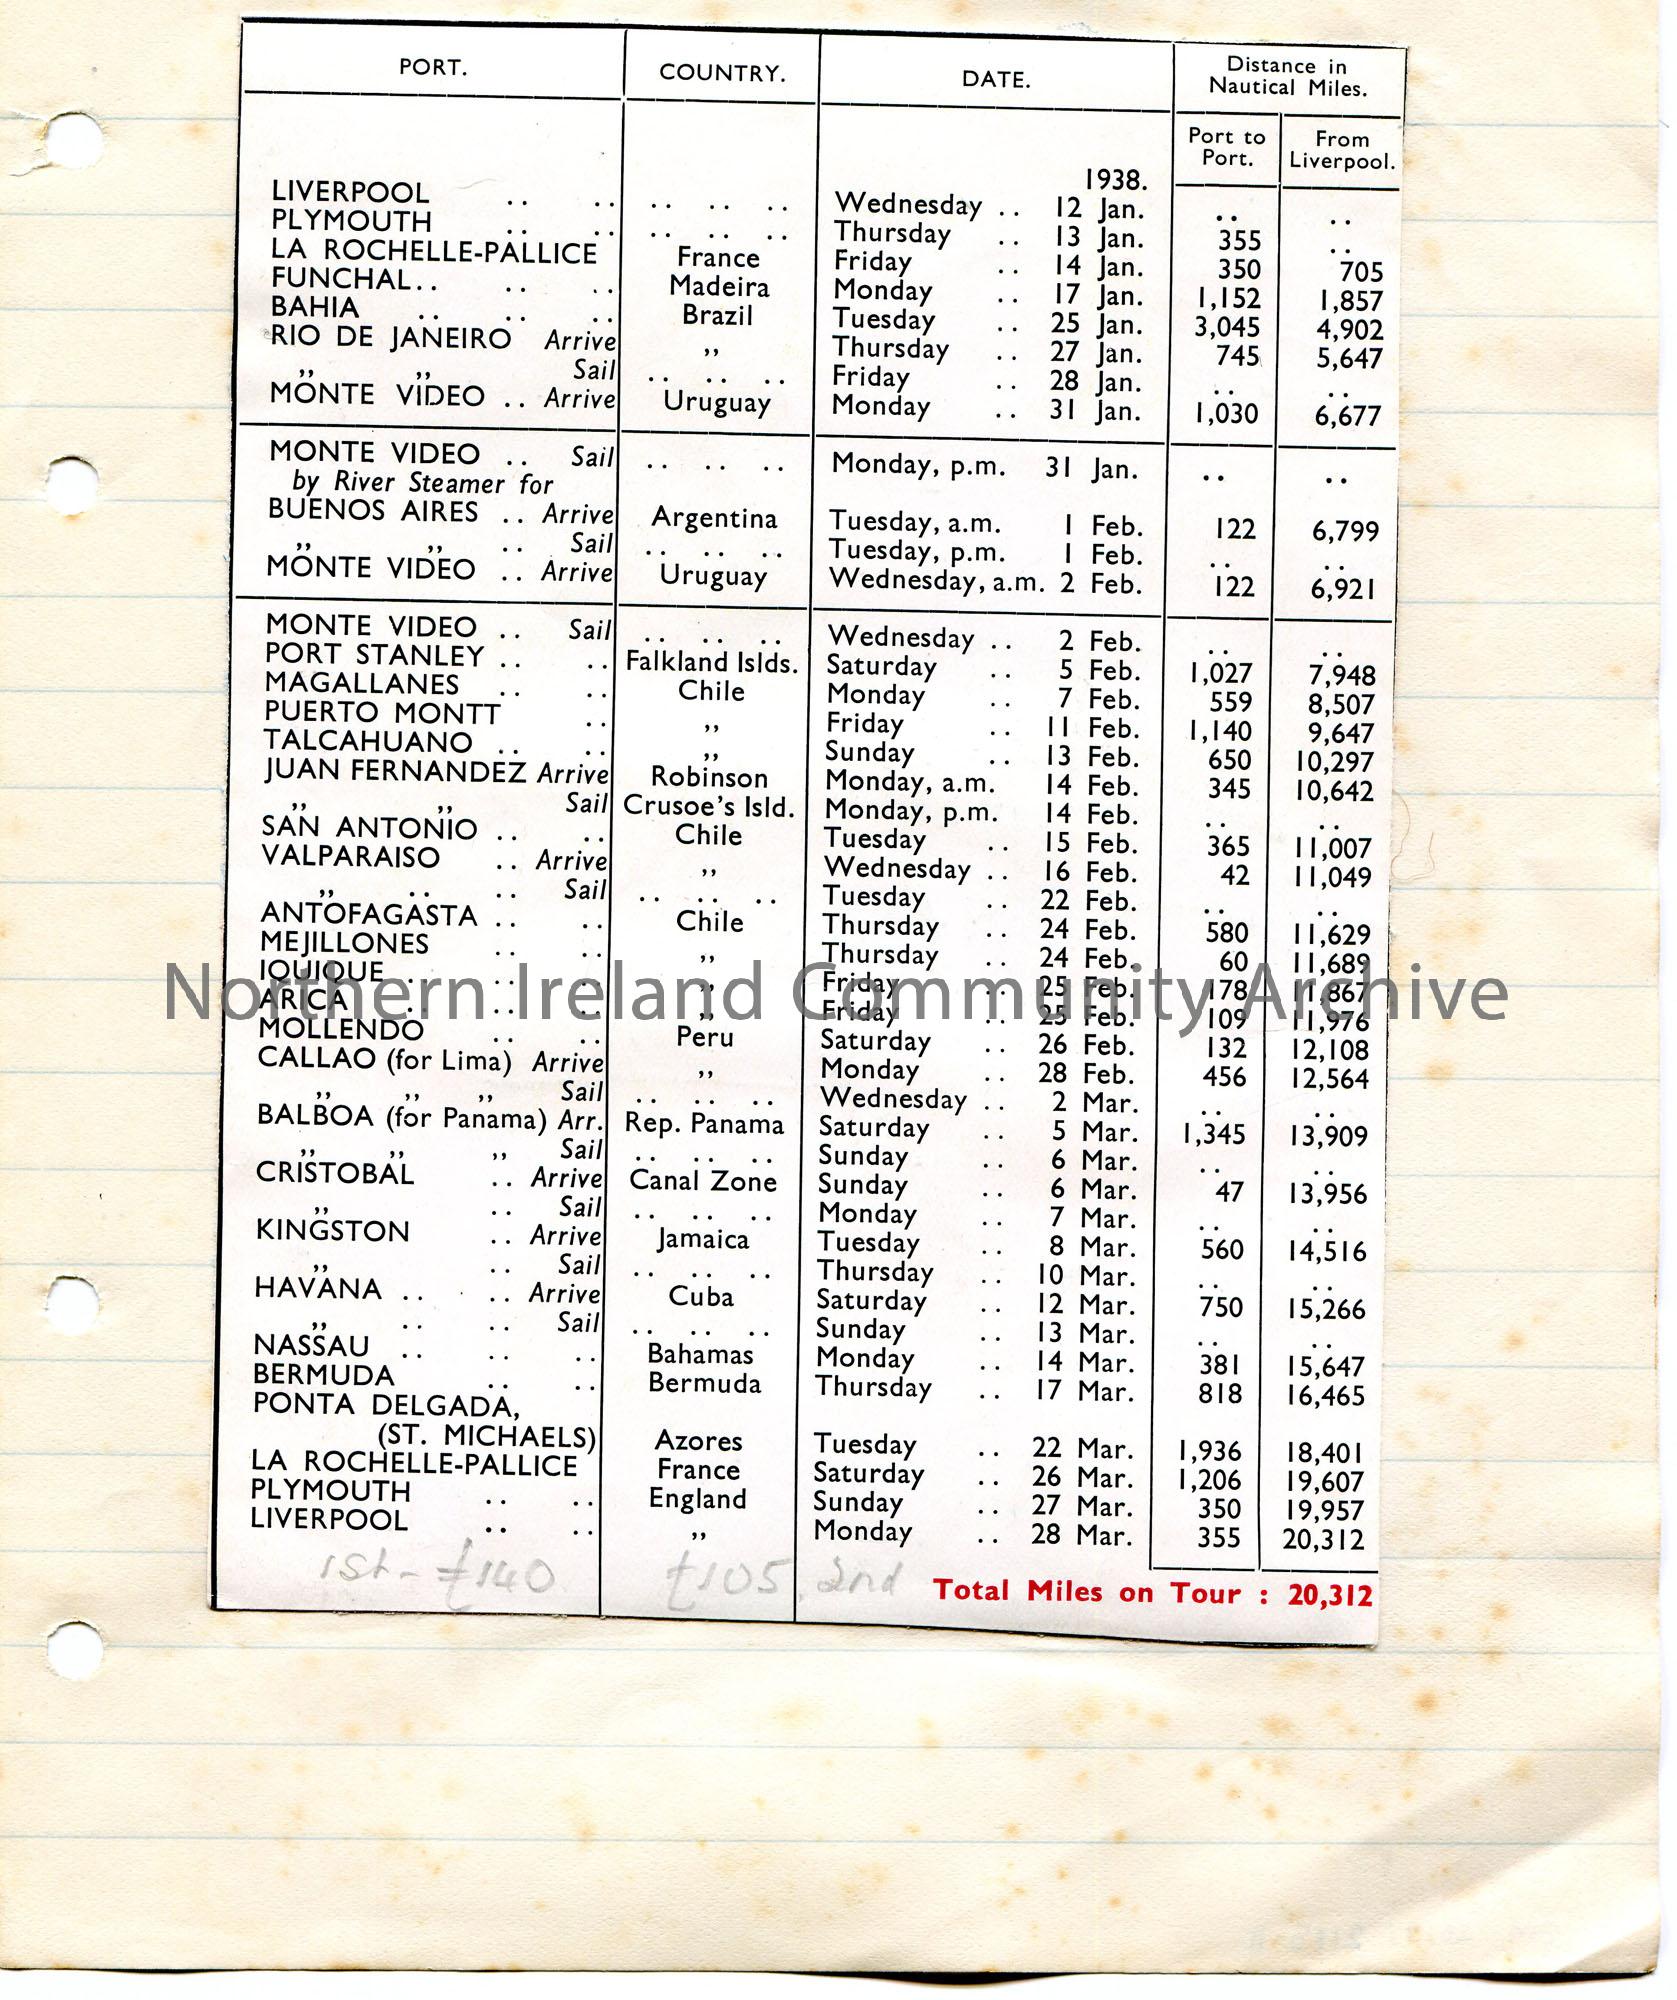 PORT. COUNTRY. DATE. Distance in Nautical Miles.
Port to Port. From Liverpool.
1938.
LIVERPOOL .. .. .. .. .. Wednesday .. 12 Jan. .. ..
PLYMOUTH .. .. .. .. .. Thursday .. 13 Jan. 355 ..
LA ROCHELLE-PALLICE France Friday .. 14 Jan. 350 705
FUNCHAL.. .. .. Madeira Monday .. 17 Jan. 1,152 1,857
BAHIA .. .. .. Brazil Tuesday .. 25 Jan. 3,045 4,902
RIO DE JANEIRO Arrive ,, Thursday .. 27 Jan. 745 5,647
,, ,, Sail .. .. .. Friday .. 28 Jan. .. ..
MONTE VIDEO .. Arrive Uruguay Monday .. 31 Jan. 1,030 6,677
MONTE VIDEO .. Sail .. .. .. Monday, p.m. 31 Jan. .. ..
by River Steamer for
BUENOS AIRES .. Arrive Argentina Tuesday, a.m. 1 Feb. 122 6,799
,, ,, .. Sail .. .. .. Tuesday, p.m. 1 Feb. .. ..
MONTE VIDEO .. Arrive Uruguay Wednesday, a.m. 2 Feb. 122 6,921
MONTE VIDEO .. Sail .. .. .. Wednesday .. 2 Feb. .. ..
PORT STANLEY .. .. Falkland Islds. Saturday .. 5 Feb. 1,027 7,948
MAGALLANES .. .. Chile Monday .. 7 Feb. 559 8,507
PUERTO MONTT .. ,, Friday .. 11 Feb. 1,140 9,647
TALCAHUANO .. .. ,, Sunday .. 13 Feb. 650 10,297
JUAN FERNANDEZ Arrive Robinson Monday, a.m. 14 Feb. 345 10,642
,, ,, Sail Crusoe's Isld. Monday, p.m. 14 Feb. .. ..
SAN ANTONIO .. .. Chile Tuesday .. 15 Feb. 365 11,007
VALPARAISO .. Arrive ,, Wednesday .. 16 Feb. 42 11,049
,, .. .. Sail .. .. .. Tuesday .. 22 Feb. .. ..
ANTOFAGASTA .. .. Chile Thursday .. 24 Feb. 580 11,629
MEJILLONES .. .. ,, Thursday .. 24 Feb. 60 11,689
IQUIQUE .. .. .. ,, Friday .. 25 Feb. 178 11,867
ARICA .. .. .. ,, Friday .. 25 Feb. 109 11,976
Northern Ireland Community Archive
MOLLENDO .. .. Peru Saturday .. 26 Feb. 132 12,108
CALLAO (for Lima) Arrive ,, Monday .. 28 Feb. 456 12,564
,, ,, ,, Sail .. .. .. Wednesday .. 2 Mar. .. ..
BALBOA (for Panama) Arr. Rep. Panama Saturday .. 5 Mar. 1,345 13,909
,, ,, ,, Sail .. .. .. Sunday .. 6 Mar. .. ..
CRISTOBAL .. Arrive Canal Zone Sunday .. 6 Mar. 47 13,956
,, .. Sail .. .. .. Monday .. 7 Mar. .. ..
KINGSTON .. Arrive Jamaica Tuesday .. 8 Mar. 560 14,516
,, .. Sail .. .. .. Thursday .. 10 Mar. .. ..
HAVANA .. .. Arrive Cuba Saturday .. 12 Mar. 750 15,266
,, .. .. Sail .. .. .. Sunday .. 13 Mar. .. ..
NASSAU .. .. .. Bahamas Monday .. 14 Mar. 381 15,647
BERMUDA .. .. Bermuda Thursday .. 17 Mar. 818 16,465
PONTA DELGADA,
(ST. MICHAELS) Azores Tuesday .. 22 Mar. 1,936 18,401
LA ROCHELLE-PALLICE France Saturday .. 26 Mar. 1,206 19,607
PLYMOUTH .. .. England Sunday .. 27 Mar. 350 19,957
LIVERPOOL .. .. ,, Monday .. 28 Mar. 355 20,312
1st - £140 £105, 2nd
Total Miles on Tour : 20,312